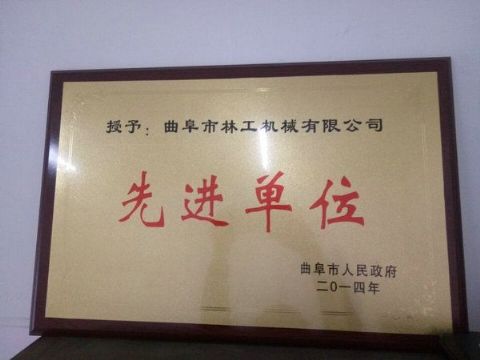 授予：曲阜市林工机械有限公司
先进单位
曲阜市人民政府
二〇一四年